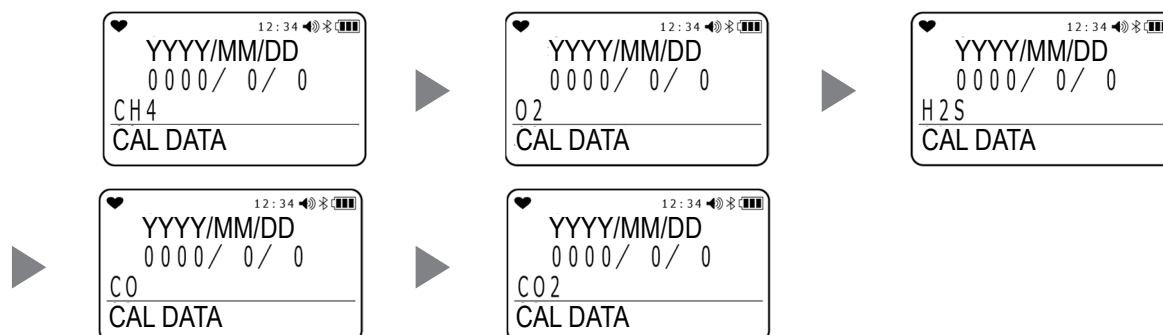 12:34
YYYY/MM/DD
0000/ 0/ 0
CH4
CAL DATA
12:34
YYYY/MM/DD
0000/ 0/ 0
O2
CAL DATA
12:34
YYYY/MM/DD
0000/ 0/ 0
H2S
CAL DATA
12:34
YYYY/MM/DD
0000/ 0/ 0
CO
CAL DATA
12:34
YYYY/MM/DD
0000/ 0/ 0
CO2
CAL DATA